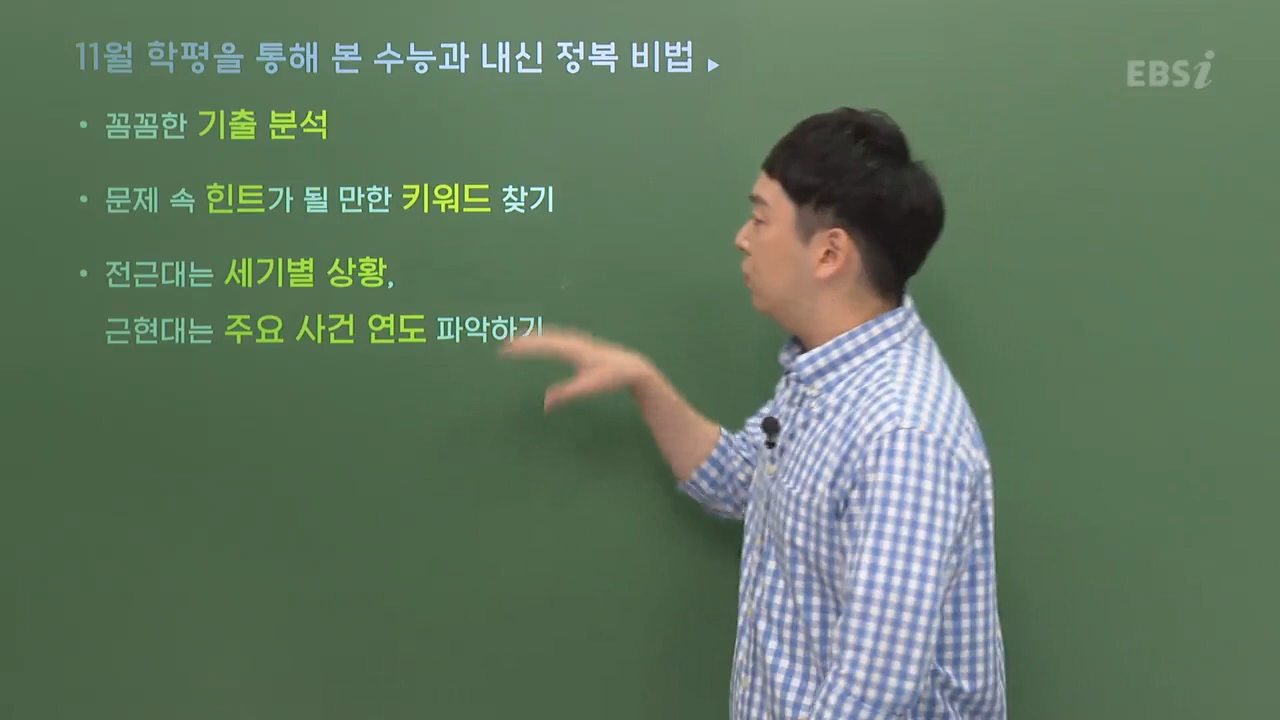 11월 학평을 통해 본 수능과 내신 정복 비법 ▶
EBSi
• 꼼꼼한 기출 분석
• 문제 속 힌트가 될 만한 키워드 찾기
• 전근대는 세기별 상황,
근현대는 주요 사건 연도 파악하기